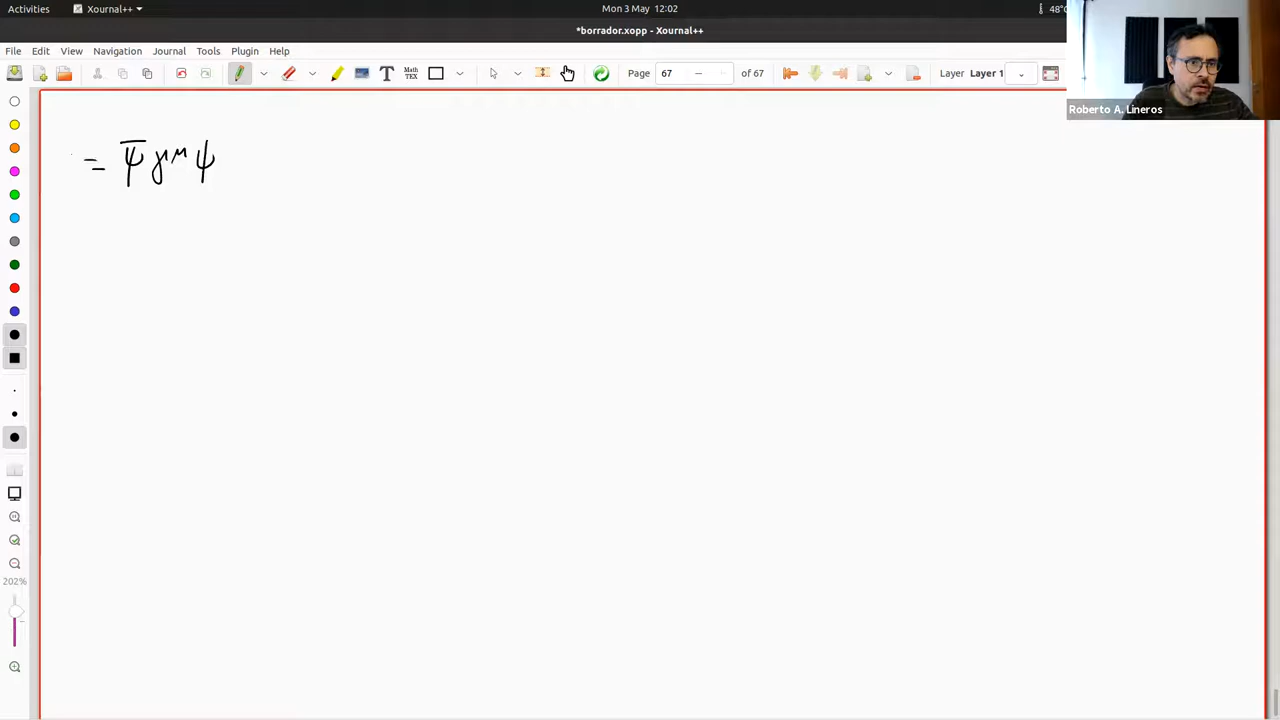 Activities Xournal++ Mon 3 May 12:02 48°
*borrador.xopp - Xournal++
File Edit View Navigation Journal Tools Plugin Help
Page 67 of 67 Layer Layer 1
Roberto A. Lineros
= ψ̅ γ^μ ψ
202%